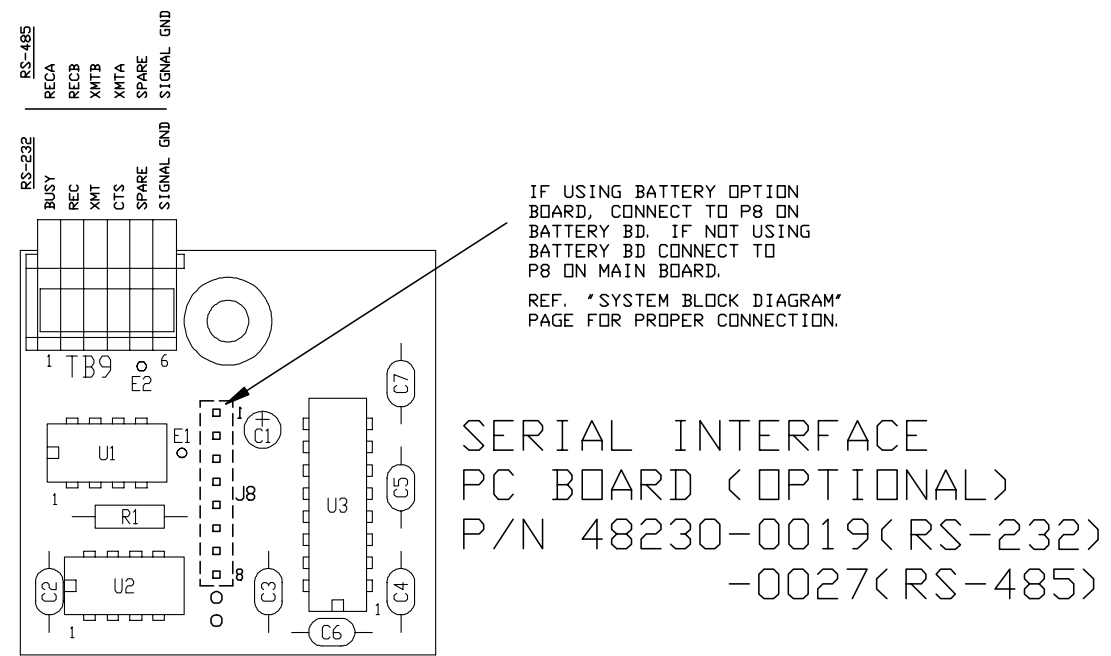 RS-485
RECA
RECB
XMTB
XMTA
SPARE
SIGNAL GND
RS-232
BUSY
REC
XMT
CTS
SPARE
SIGNAL GND
IF USING BATTERY OPTION
BOARD, CONNECT TO P8 ON
BATTERY BD. IF NOT USING
BATTERY BD CONNECT TO
P8 ON MAIN BOARD.
REF. "SYSTEM BLOCK DIAGRAM"
PAGE FOR PROPER CONNECTION.
1 TB9 6
E2
C7
1
+
C1
E1
U1
1
J8
C5
U3
R1
8
C2
U2
C3
C4
1
1
C6
SERIAL INTERFACE
PC BOARD (OPTIONAL)
P/N 48230-0019(RS-232)
-0027(RS-485)